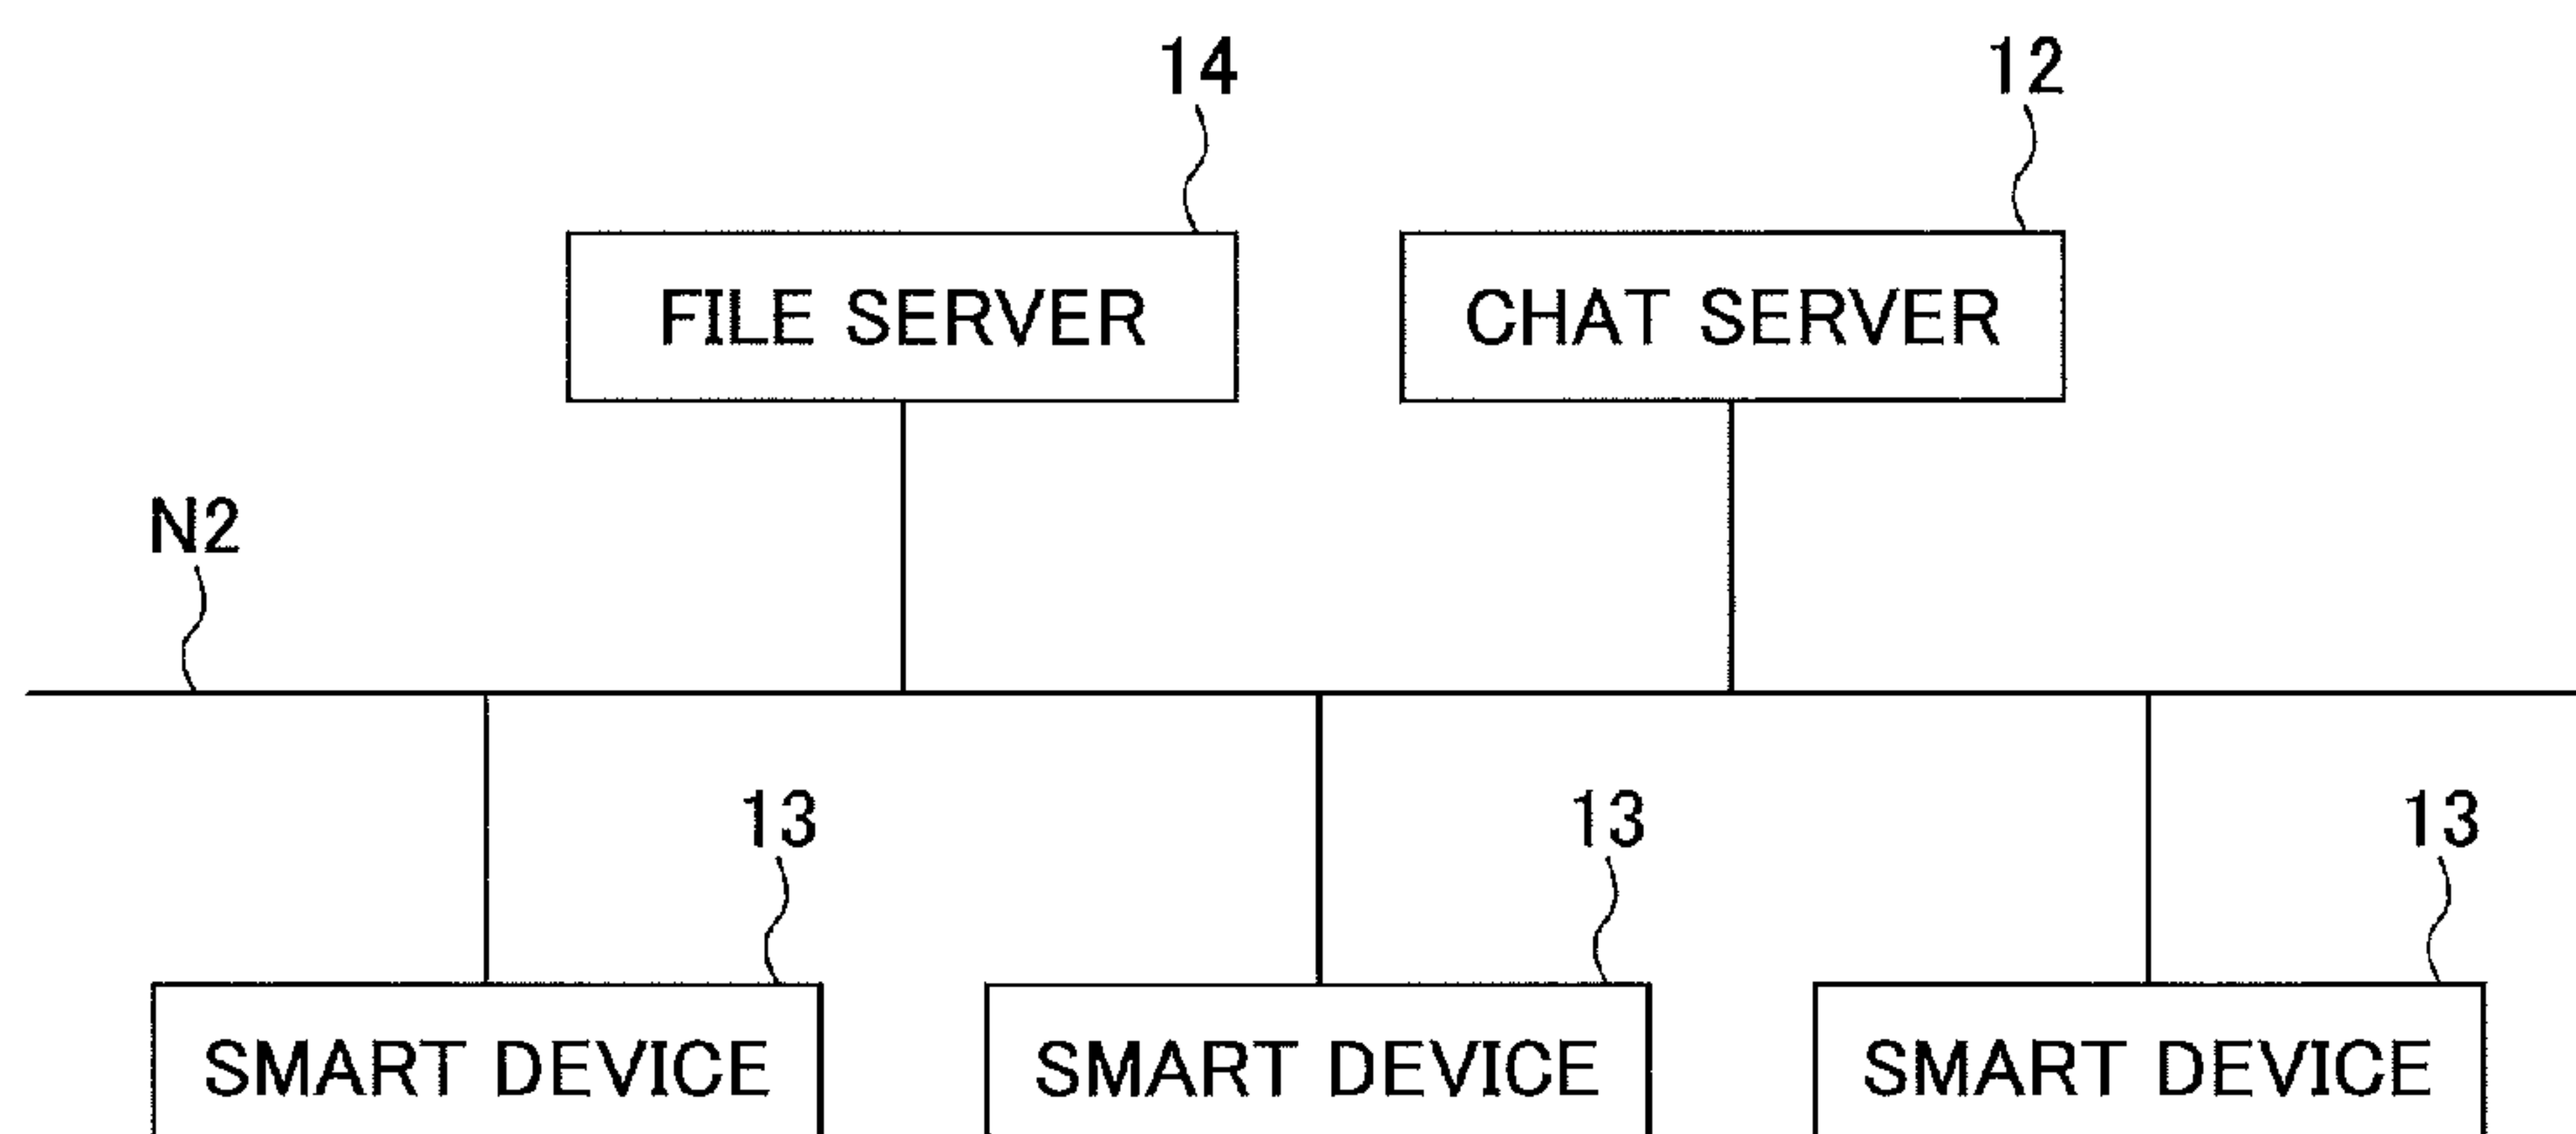 14 12
FILE SERVER CHAT SERVER
N2
13 13 13
SMART DEVICE SMART DEVICE SMART DEVICE